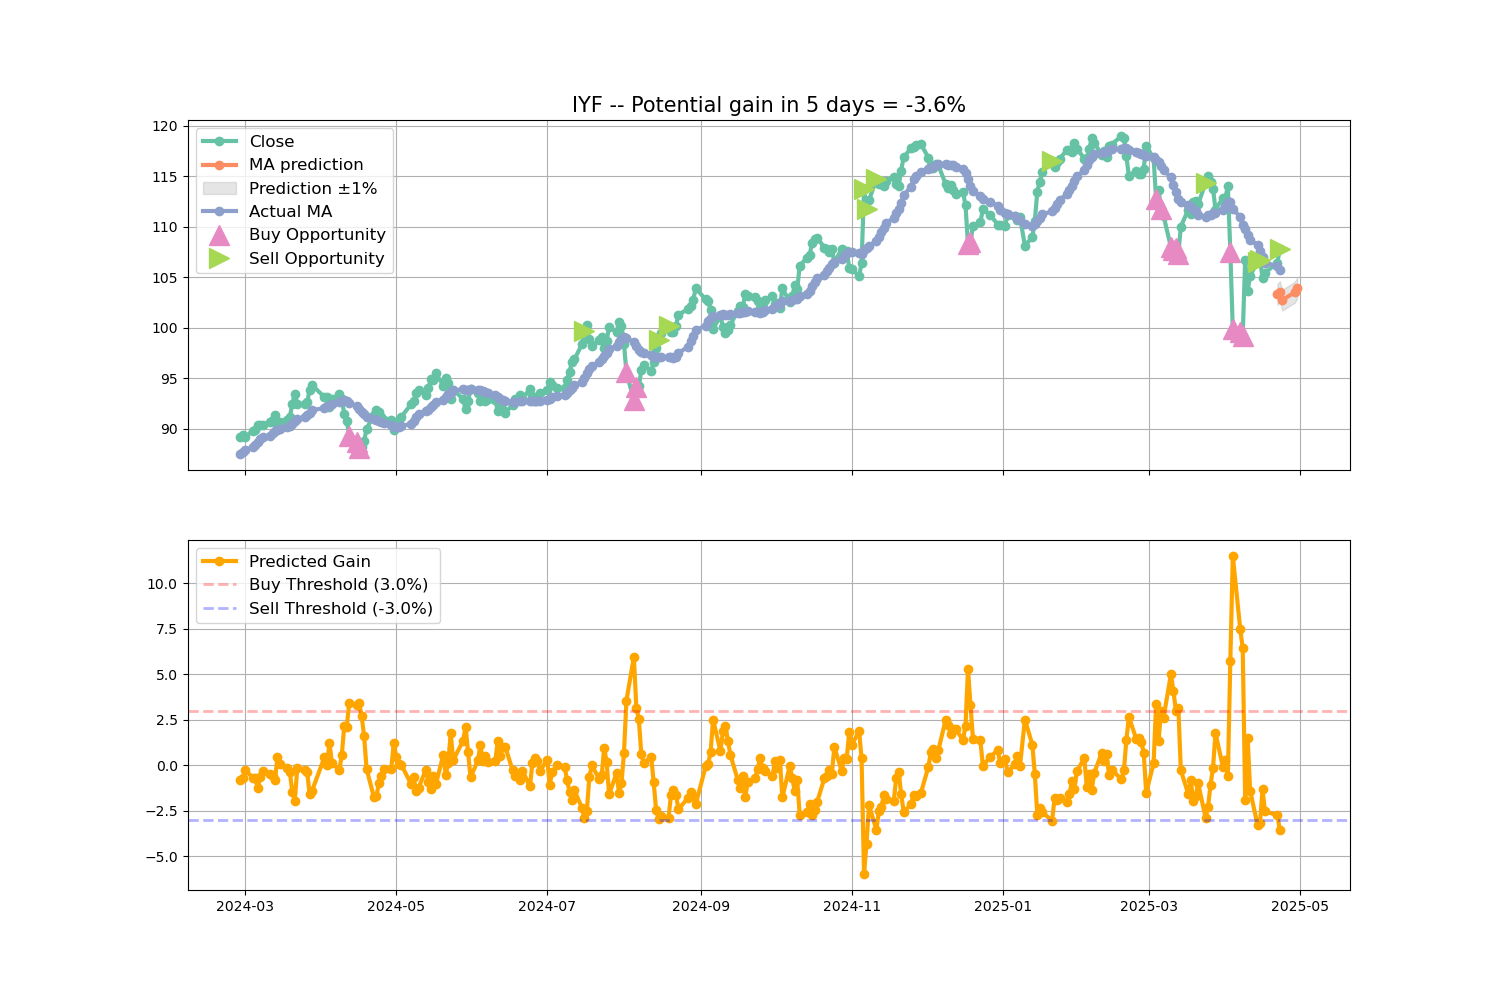 IYF -- Potential gain in 5 days = -3.6%
120
115
110
105
100
95
90
Close
MA prediction
Prediction ±1%
Actual MA
Buy Opportunity
Sell Opportunity
10.0
7.5
5.0
2.5
0.0
−2.5
−5.0
Predicted Gain
Buy Threshold (3.0%)
Sell Threshold (-3.0%)
2024-03
2024-05
2024-07
2024-09
2024-11
2025-01
2025-03
2025-05